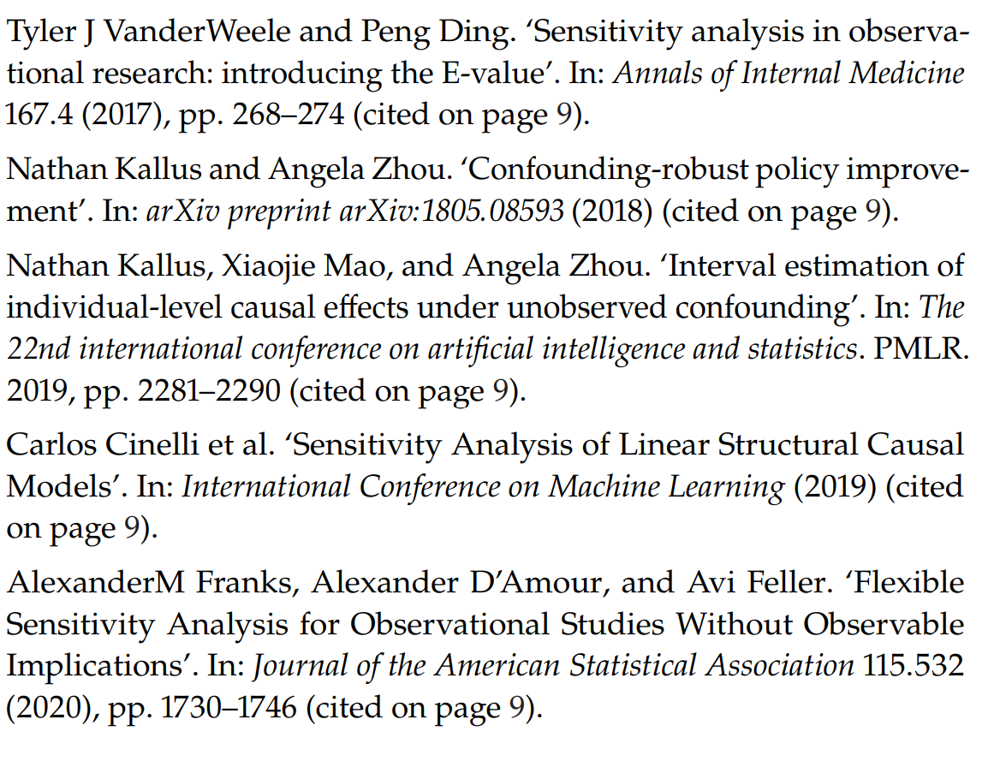 Tyler J VanderWeele and Peng Ding. ‘Sensitivity analysis in observa-
tional research: introducing the E-value’. In: Annals of Internal Medicine
167.4 (2017), pp. 268–274 (cited on page 9).
Nathan Kallus and Angela Zhou. ‘Confounding-robust policy improve-
ment’. In: arXiv preprint arXiv:1805.08593 (2018) (cited on page 9).
Nathan Kallus, Xiaojie Mao, and Angela Zhou. ‘Interval estimation of
individual-level causal effects under unobserved confounding’. In: The
22nd international conference on artificial intelligence and statistics. PMLR.
2019, pp. 2281–2290 (cited on page 9).
Carlos Cinelli et al. ‘Sensitivity Analysis of Linear Structural Causal
Models’. In: International Conference on Machine Learning (2019) (cited
on page 9).
AlexanderM Franks, Alexander D’Amour, and Avi Feller. ‘Flexible
Sensitivity Analysis for Observational Studies Without Observable
Implications’. In: Journal of the American Statistical Association 115.532
(2020), pp. 1730–1746 (cited on page 9).